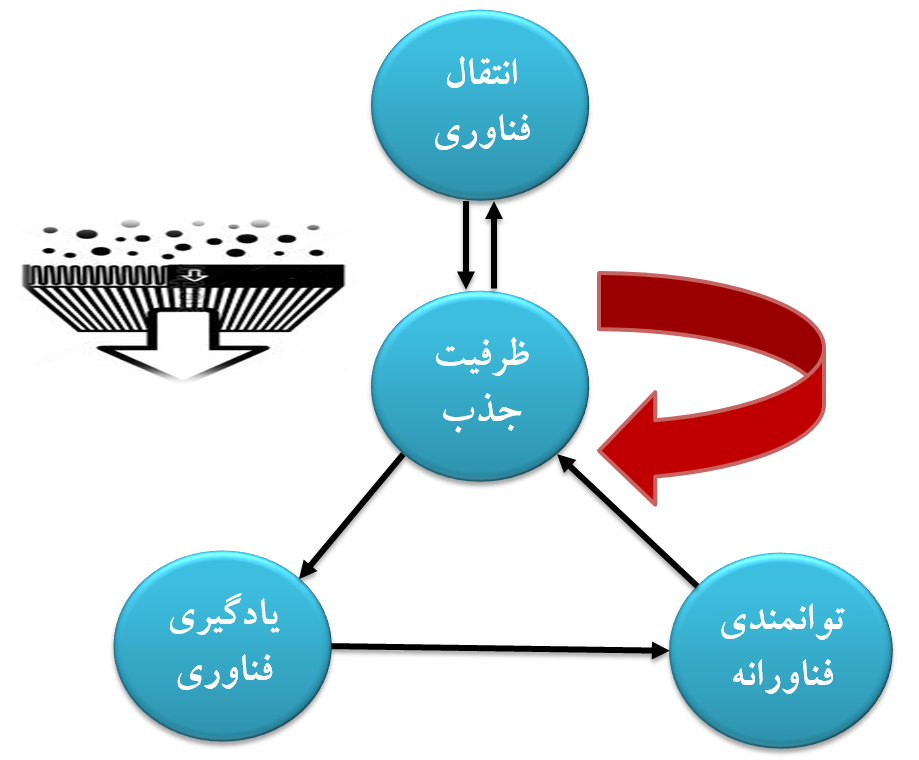 انتقال
فناوری
ظرفیت
جذب
یادگیری
فناوری
توانمندی
فناورانه